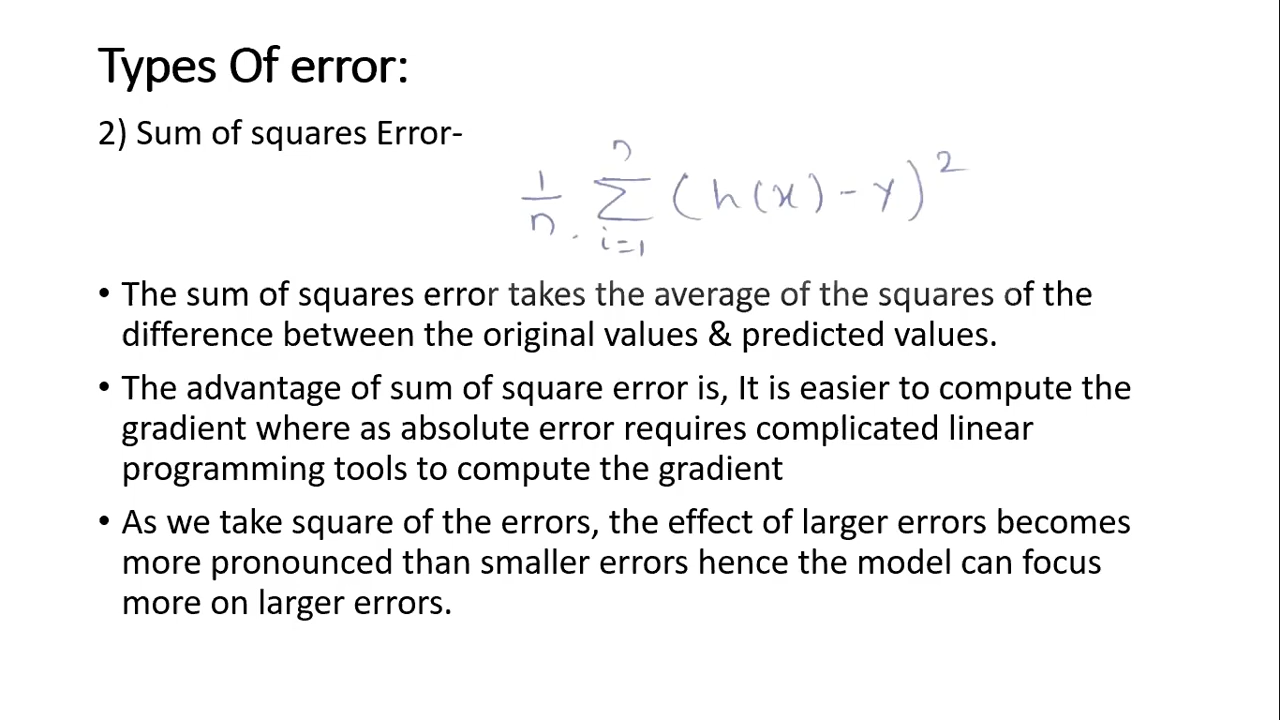 Types Of error:
2) Sum of squares Error-
1/n . n Σ i=1 (h(x) - y)²
• The sum of squares error takes the average of the squares of the
difference between the original values & predicted values.
• The advantage of sum of square error is, It is easier to compute the
gradient where as absolute error requires complicated linear
programming tools to compute the gradient
• As we take square of the errors, the effect of larger errors becomes
more pronounced than smaller errors hence the model can focus
more on larger errors.